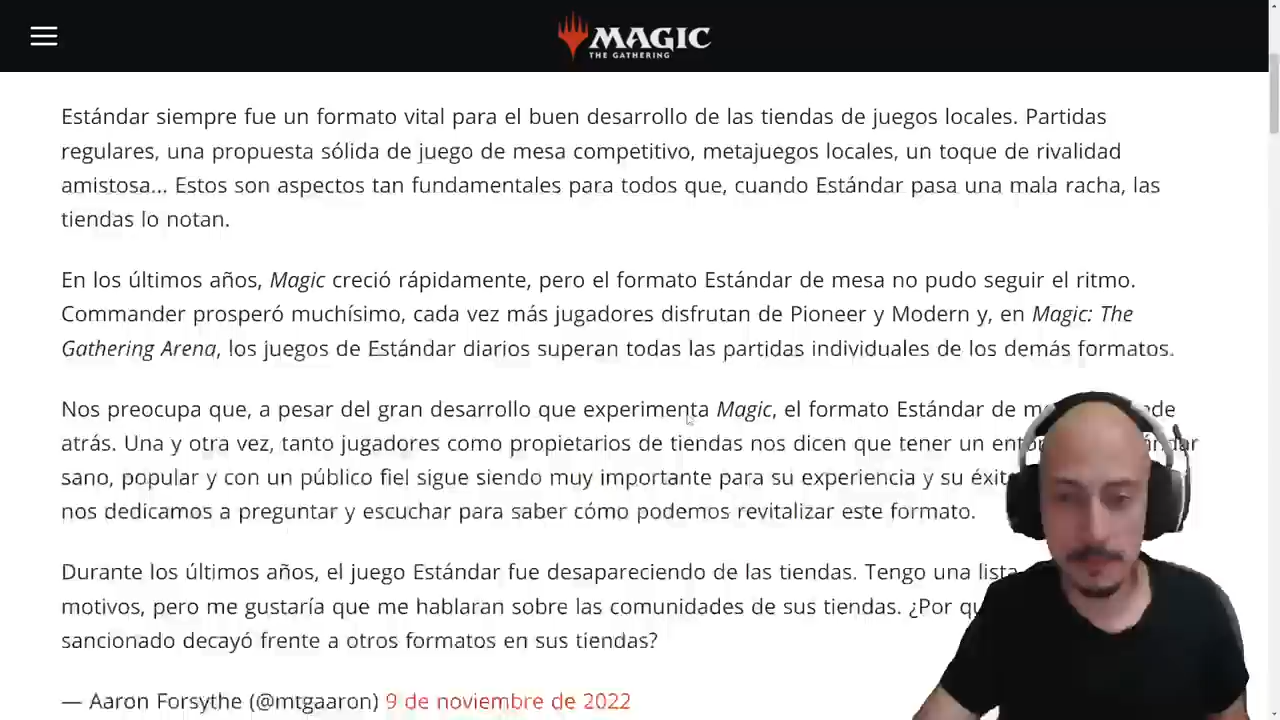 MAGIC
THE GATHERING
Estándar siempre fue un formato vital para el buen desarrollo de las tiendas de juegos locales. Partidas
regulares, una propuesta sólida de juego de mesa competitivo, metajuegos locales, un toque de rivalidad
amistosa... Estos son aspectos tan fundamentales para todos que, cuando Estándar pasa una mala racha, las
tiendas lo notan.
En los últimos años, Magic creció rápidamente, pero el formato Estándar de mesa no pudo seguir el ritmo.
Commander prosperó muchísimo, cada vez más jugadores disfrutan de Pioneer y Modern y, en Magic: The
Gathering Arena, los juegos de Estándar diarios superan todas las partidas individuales de los demás formatos.
Nos preocupa que, a pesar del gran desarrollo que experimenta Magic, el formato Estándar de
atrás. Una y otra vez, tanto jugadores como propietarios de tiendas nos dicen que tener un
sano, popular y con un público fiel sigue siendo muy importante para su experiencia y su
nos dedicamos a preguntar y escuchar para saber cómo podemos revitalizar este formato.
Durante los últimos años, el juego Estándar fue desapareciendo de las tiendas. Tengo una lista
motivos, pero me gustaría que me hablaran sobre las comunidades de sus tiendas. ¿Por
sancionado decayó frente a otros formatos en sus tiendas?
— Aaron Forsythe (@mtgaaron) 9 de noviembre de 2022